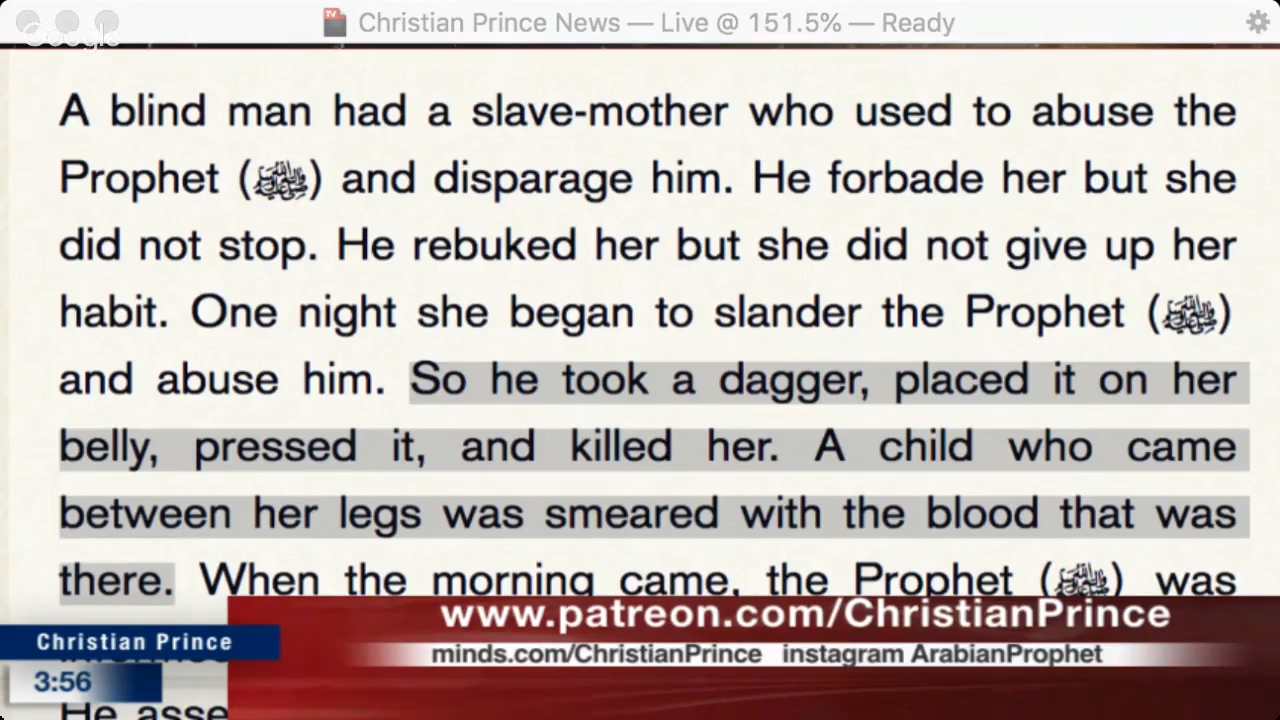 Christian Prince News — Live @ 151.5% — Ready
Google
A blind man had a slave-mother who used to abuse the
Prophet (ﷺ) and disparage him. He forbade her but she
did not stop. He rebuked her but she did not give up her
habit. One night she began to slander the Prophet (ﷺ)
and abuse him. So he took a dagger, placed it on her
belly, pressed it, and killed her. A child who came
between her legs was smeared with the blood that was
there. When the morning came, the Prophet (ﷺ) was
He asse
www.patreon.com/ChristianPrince
Christian Prince
minds.com/ChristianPrince instagram ArabianProphet
3:56